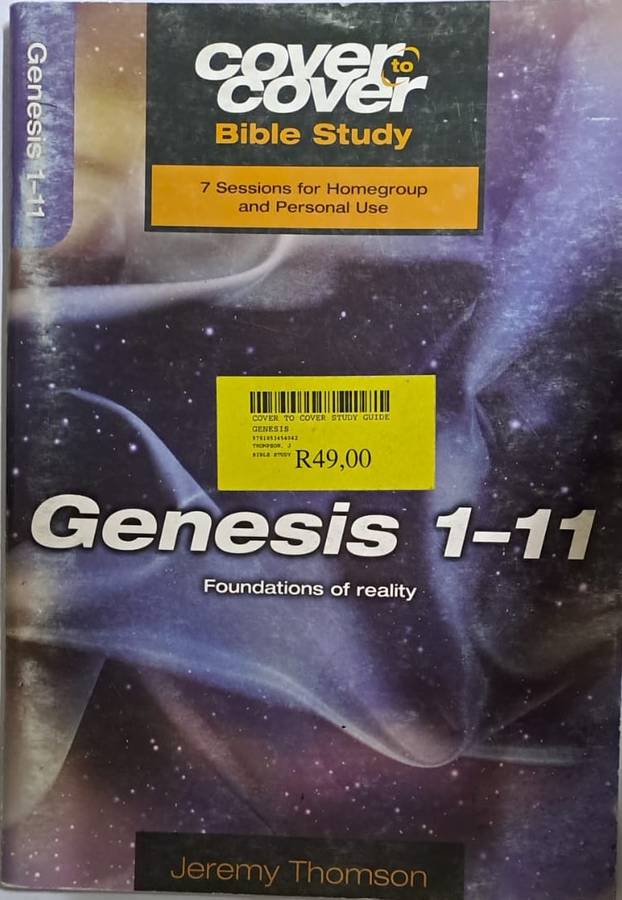 Genesis 1–11
cover to
cover
Bible Study
7 Sessions for Homegroup
and Personal Use
COVER TO COVER STUDY GUIDE
GENESIS
THOMPSON, J
BIBLE STUDY R49,00
Genesis 1–11
Foundations of reality
Jeremy Thomson